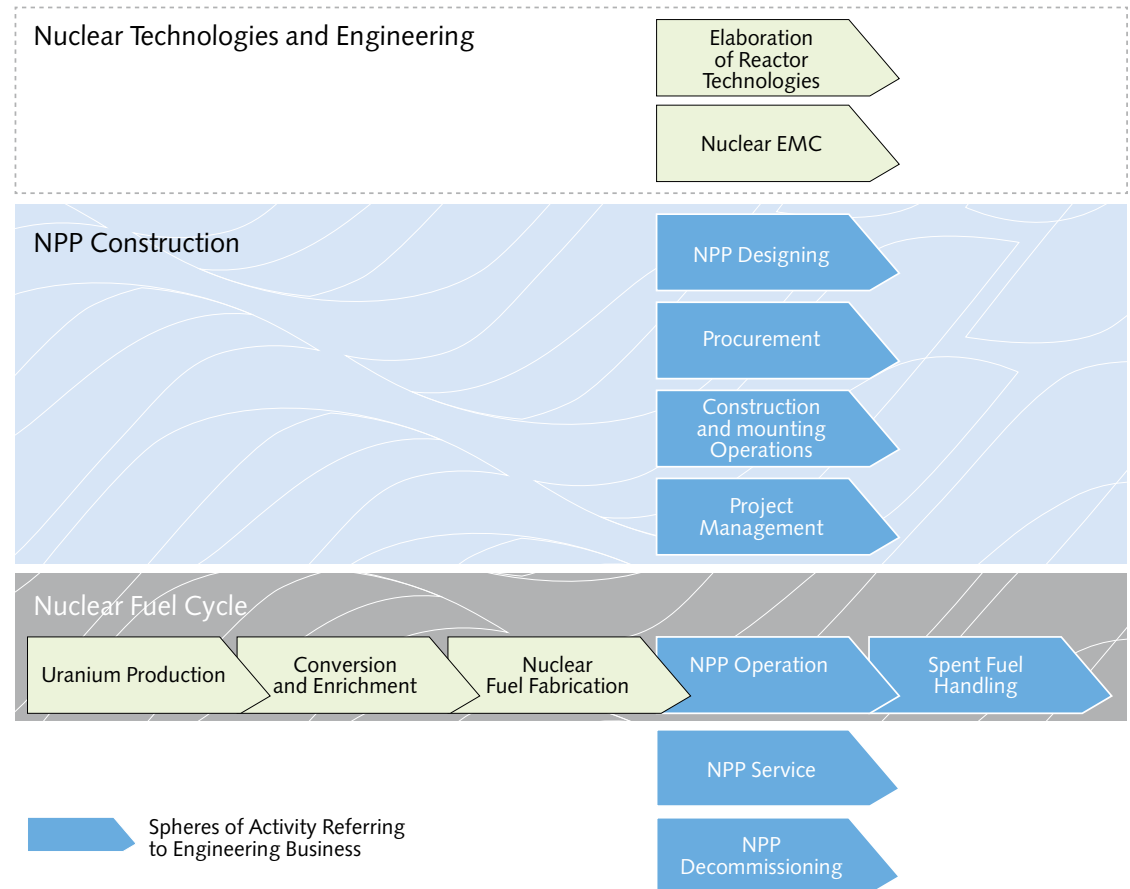 Nuclear Technologies and Engineering
Elaboration
of Reactor
Technologies
Nuclear EMC
NPP Construction
NPP Designing
Procurement
Construction
and mounting
Operations
Project
Management
Nuclear Fuel Cycle
Uranium Production
Conversion
and Enrichment
Nuclear
Fuel Fabrication
NPP Operation
Spent Fuel
Handling
NPP Service
Spheres of Activity Referring
to Engineering Business
NPP
Decommissioning